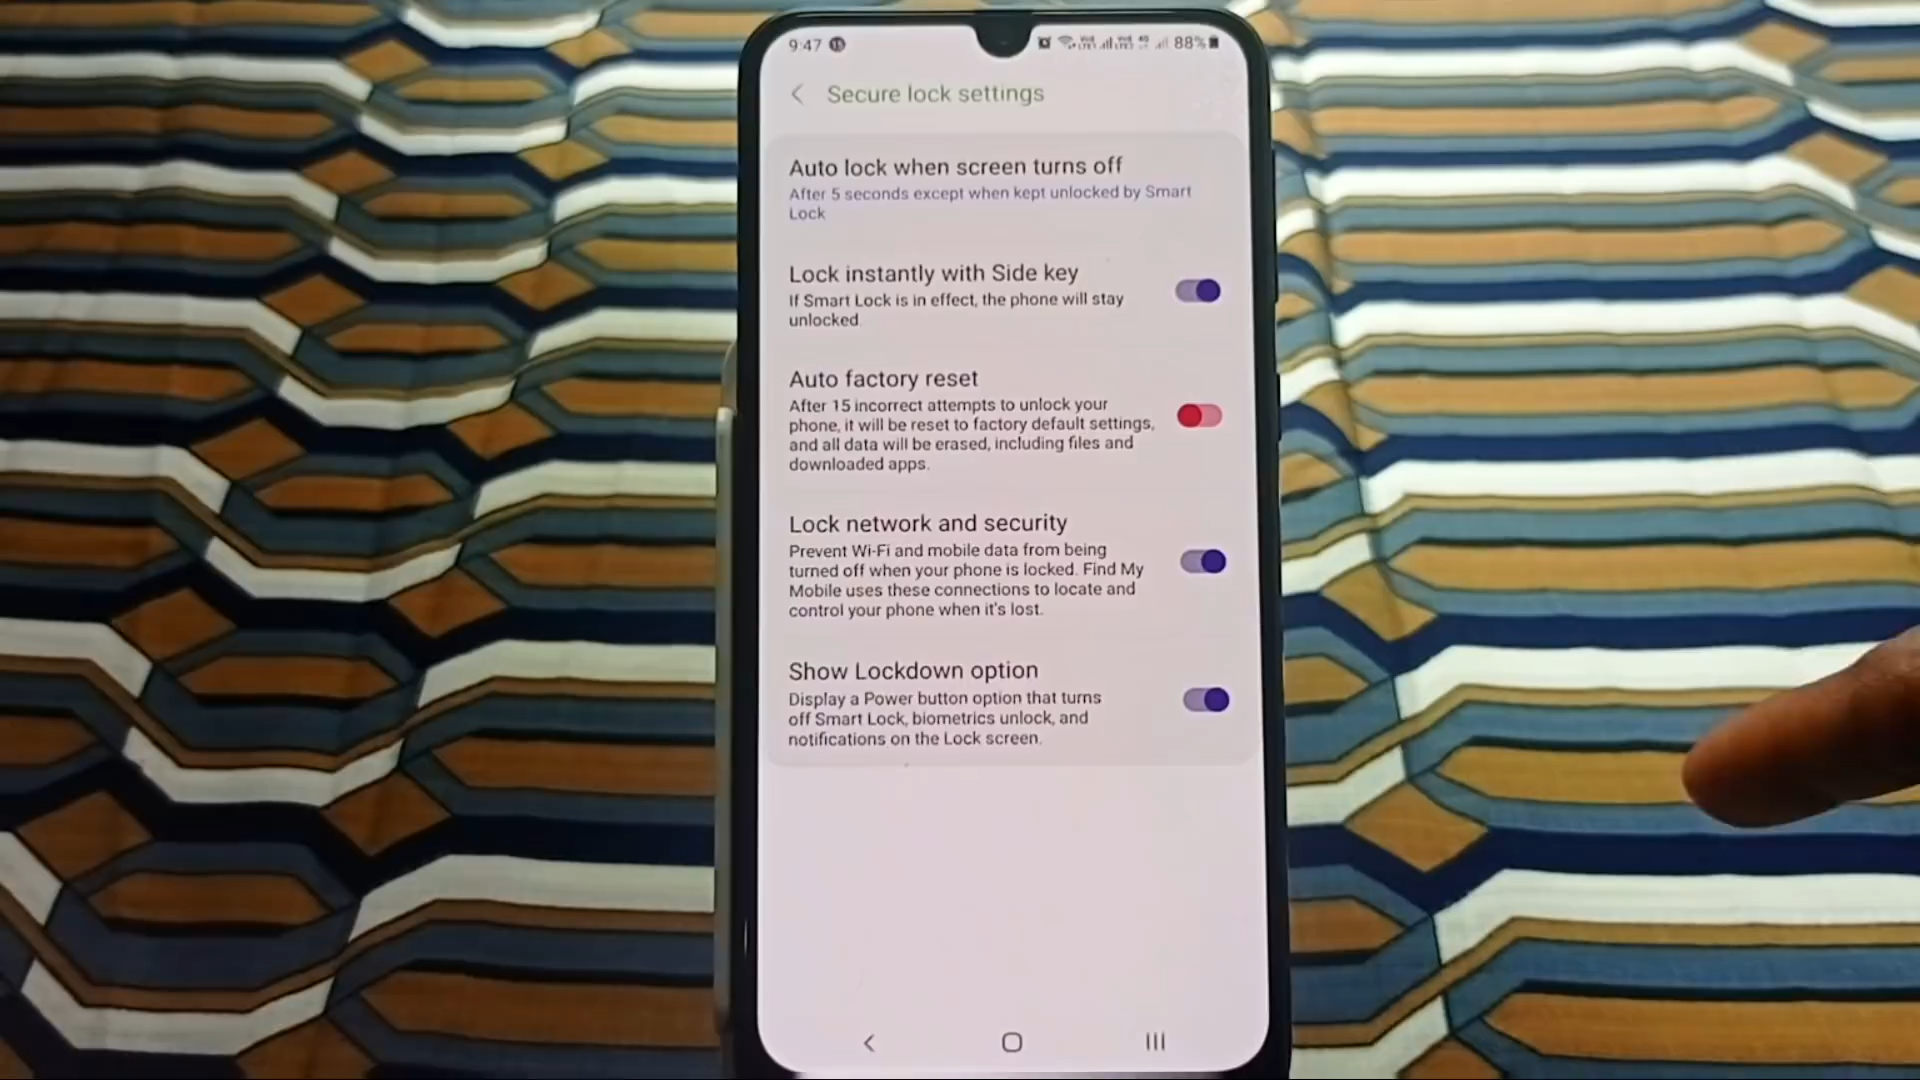 9:47
88%
Secure lock settings
Auto lock when screen turns off
After 5 seconds except when kept unlocked by Smart
Lock
Lock instantly with Side key
If Smart Lock is in effect, the phone will stay
unlocked.
Auto factory reset
After 15 incorrect attempts to unlock your
phone, it will be reset to factory default settings,
and all data will be erased, including files and
downloaded apps.
Lock network and security
Prevent Wi-Fi and mobile data from being
turned off when your phone is locked. Find My
Mobile uses these connections to locate and
control your phone when it's lost.
Show Lockdown option
Display a Power button option that turns
off Smart Lock, biometrics unlock, and
notifications on the Lock screen.